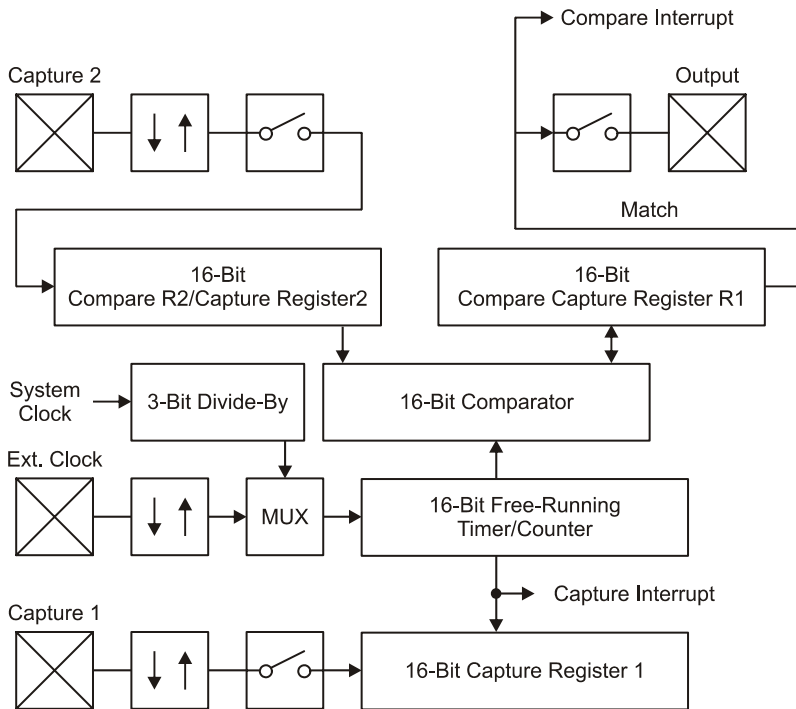 Compare Interrupt
Capture 2
Output
Match
16-Bit
Compare R2/Capture Register2
16-Bit
Compare Capture Register R1
System
Clock
3-Bit Divide-By
16-Bit Comparator
Ext. Clock
MUX
16-Bit Free-Running
Timer/Counter
Capture Interrupt
Capture 1
16-Bit Capture Register 1